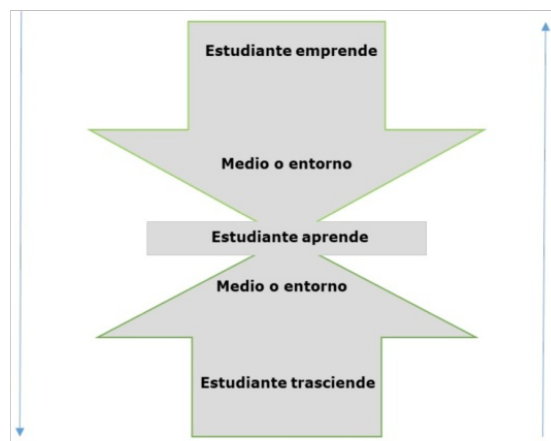 Estudiante emprende
Medio o entorno
Estudiante aprende
Medio o entorno
Estudiante trasciende